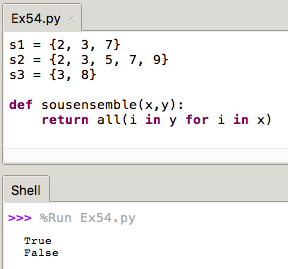 Ex54.py ×
s1 = {2, 3, 7}
s2 = {2, 3, 5, 7, 9}
s3 = {3, 8}
def sousensemble(x,y):
    return all(i in y for i in x)
Shell
>>> %Run Ex54.py
True
False